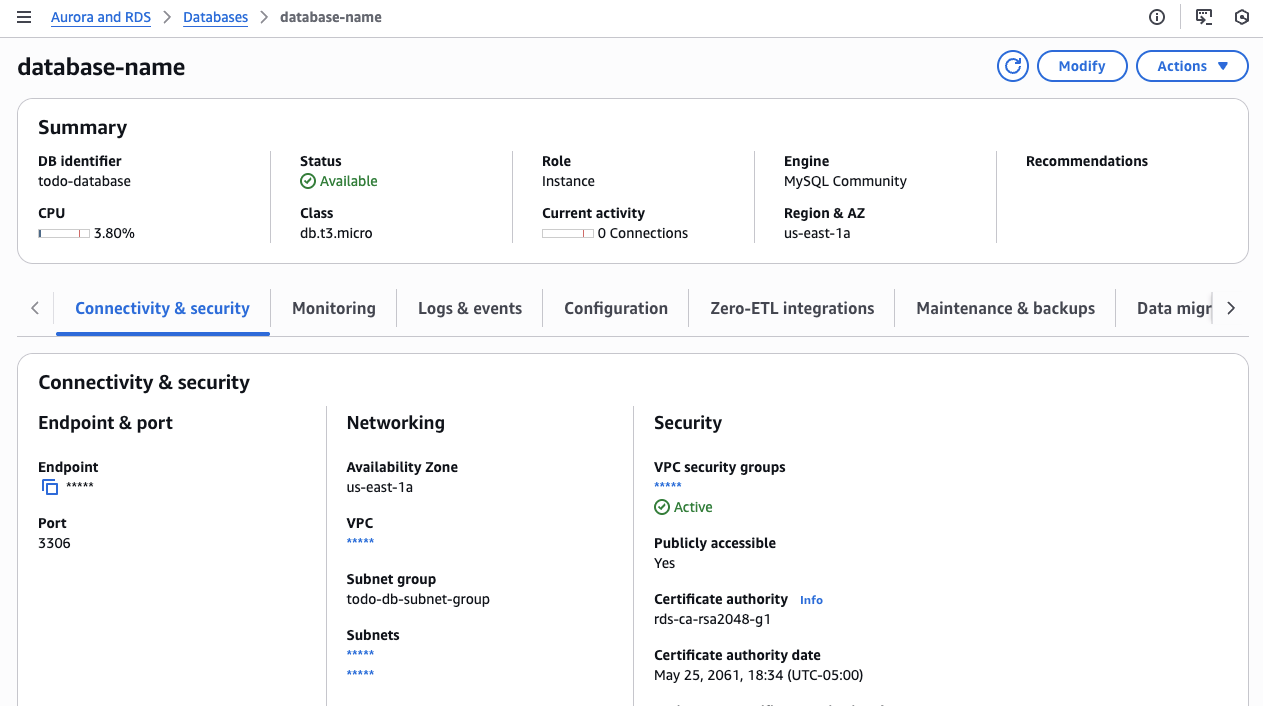 Aurora and RDS > Databases > database-name
database-name
Modify
Actions
Summary
DB identifier
todo-database
CPU
3.80%
Status
Available
Class
db.t3.micro
Role
Instance
Current activity
0 Connections
Engine
MySQL Community
Region & AZ
us-east-1a
Recommendations
Connectivity & security
Monitoring
Logs & events
Configuration
Zero-ETL integrations
Maintenance & backups
Data migr
Connectivity & security
Endpoint & port
Endpoint
*****
Port
3306
Networking
Availability Zone
us-east-1a
VPC
*****
Subnet group
todo-db-subnet-group
Subnets
*****
*****
Security
VPC security groups
*****
Active
Publicly accessible
Yes
Certificate authority Info
rds-ca-rsa2048-g1
Certificate authority date
May 25, 2061, 18:34 (UTC-05:00)